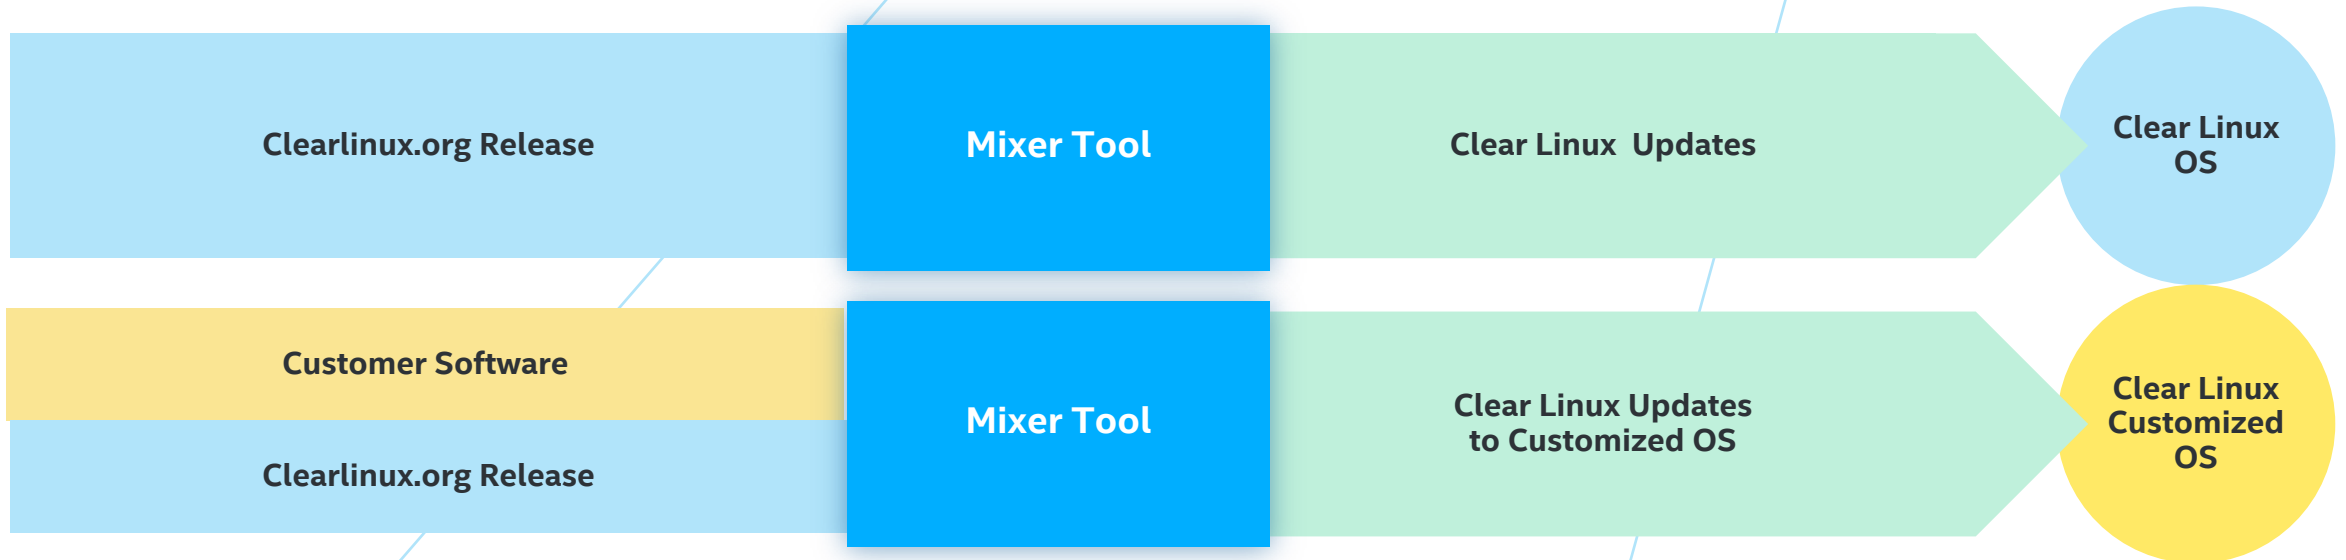 Clearlinux.org Release
Mixer Tool
Clear Linux  Updates
Clear Linux
OS
Customer Software
Clearlinux.org Release
Mixer Tool
Clear Linux Updates
to Customized OS
Clear Linux
Customized
OS